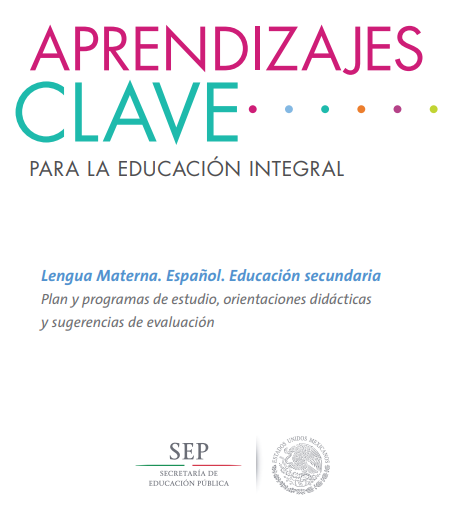 APRENDIZAJES
CLAVE
PARA LA EDUCACIÓN INTEGRAL
Lengua Materna. Español. Educación secundaria
Plan y programas de estudio, orientaciones didácticas
y sugerencias de evaluación
SEP
SECRETARÍA DE
EDUCACIÓN PÚBLICA
ESTADOS UNIDOS MEXICANOS